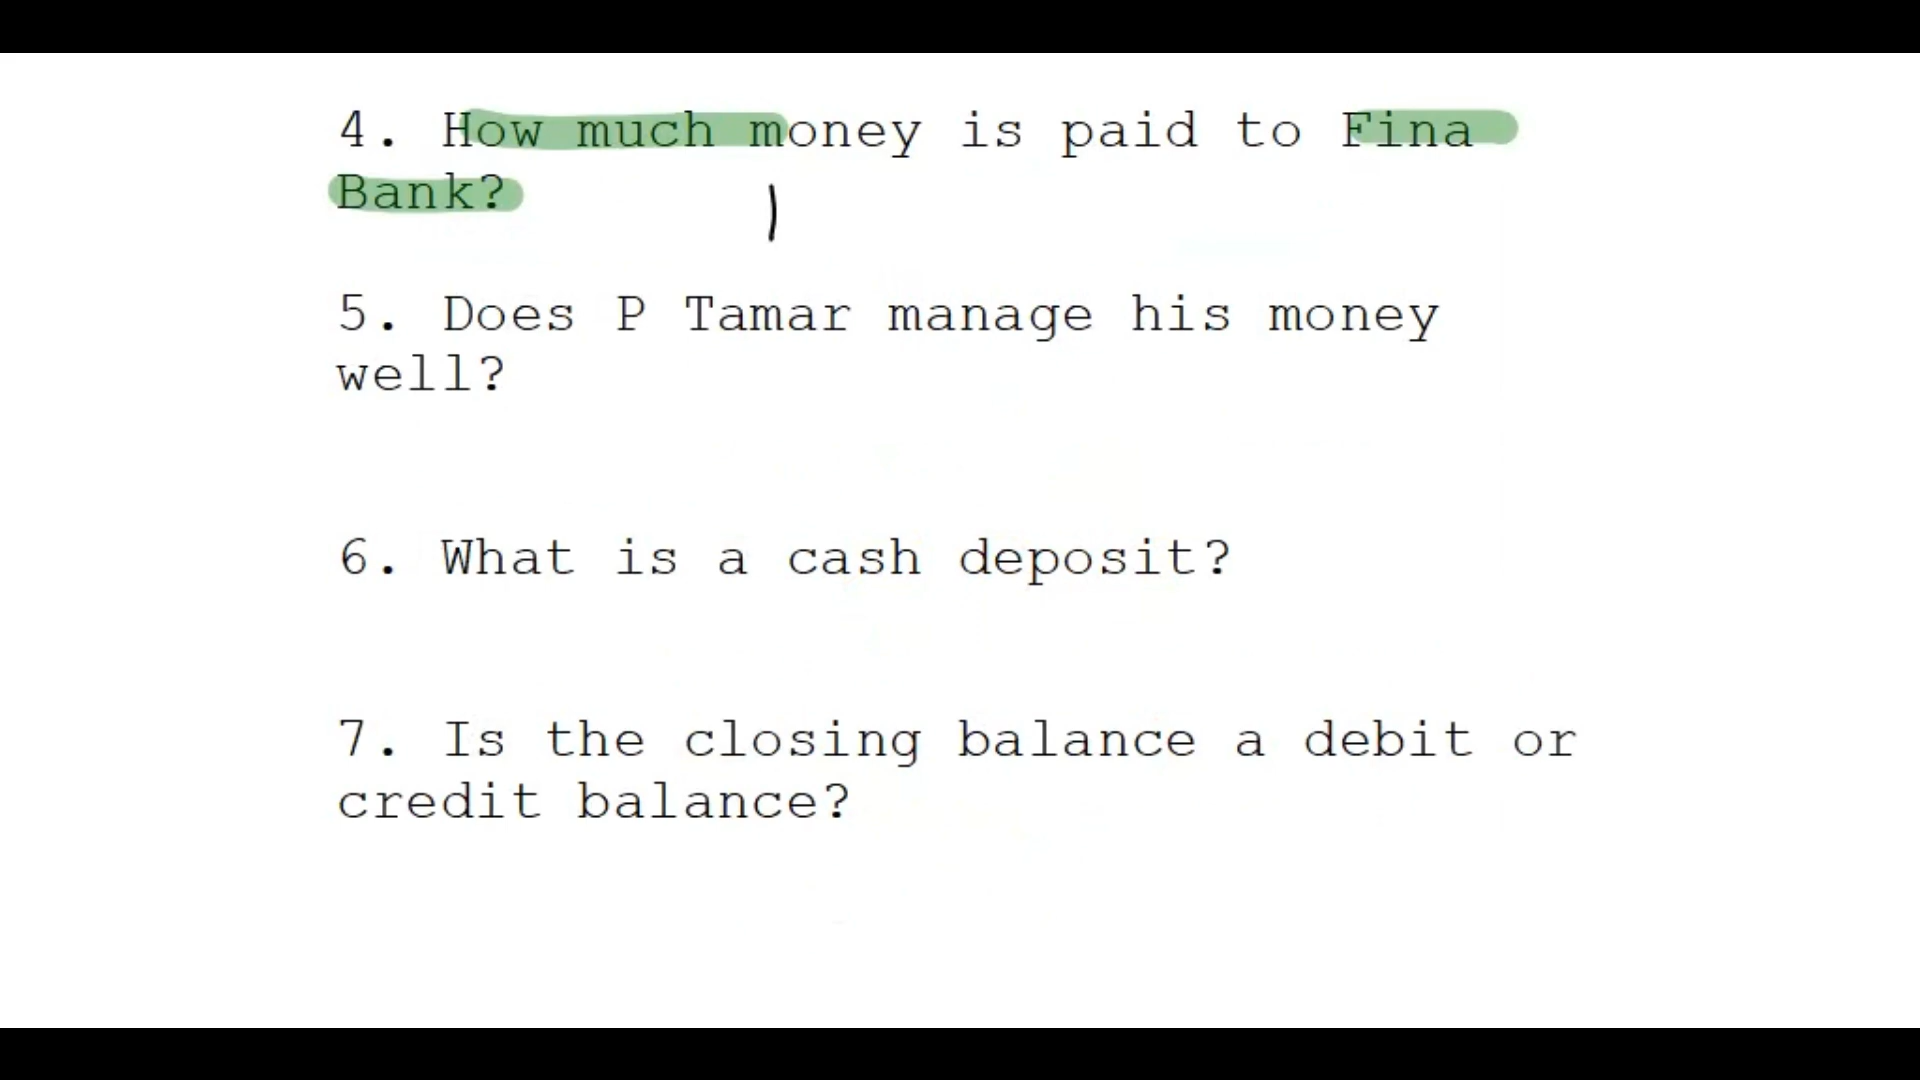 4. How much money is paid to Fina
Bank?
5. Does P Tamar manage his money
well?
6. What is a cash deposit?
7. Is the closing balance a debit or
credit balance?